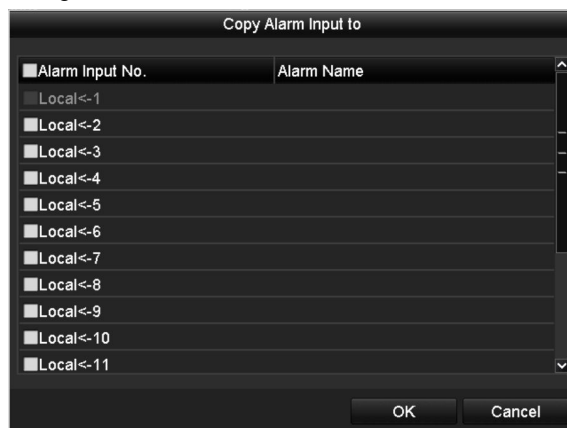 Copy Alarm Input to
Alarm Input No. Alarm Name
Local<-1
Local<-2
Local<-3
Local<-4
Local<-5
Local<-6
Local<-7
Local<-8
Local<-9
Local<-10
Local<-11
OK Cancel